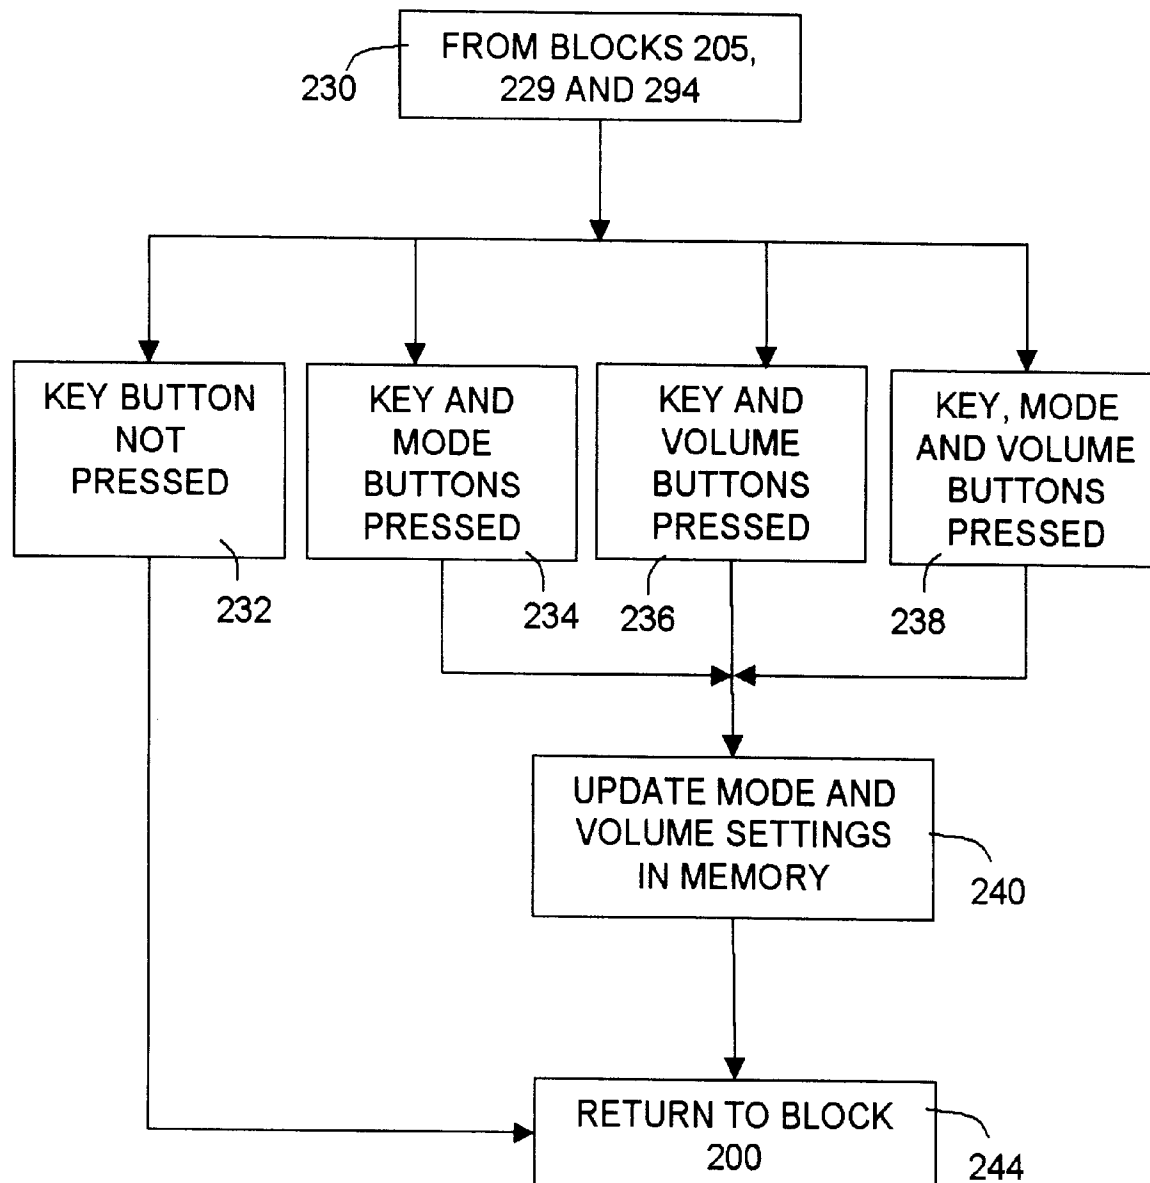 FROM BLOCKS 205,
229 AND 294
230
KEY BUTTON
NOT
PRESSED
232
KEY AND
MODE
BUTTONS
PRESSED
234
KEY AND
VOLUME
BUTTONS
PRESSED
236
KEY, MODE
AND VOLUME
BUTTONS
PRESSED
238
UPDATE MODE AND
VOLUME SETTINGS
IN MEMORY
240
RETURN TO BLOCK
200
244